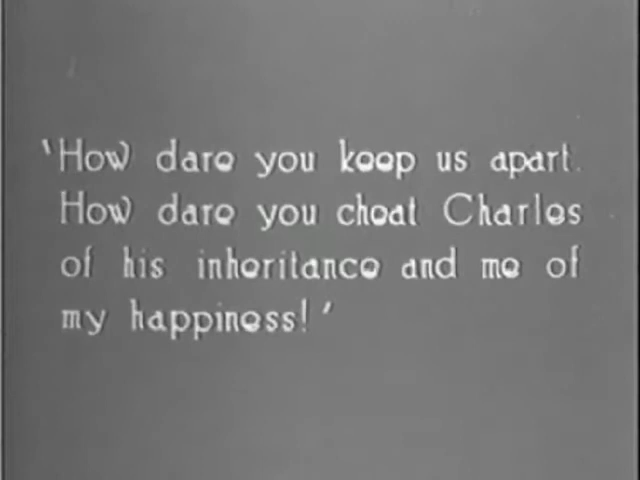 'How dare you keep us apart.
How dare you cheat Charles
of his inheritance and me of
my happiness!'